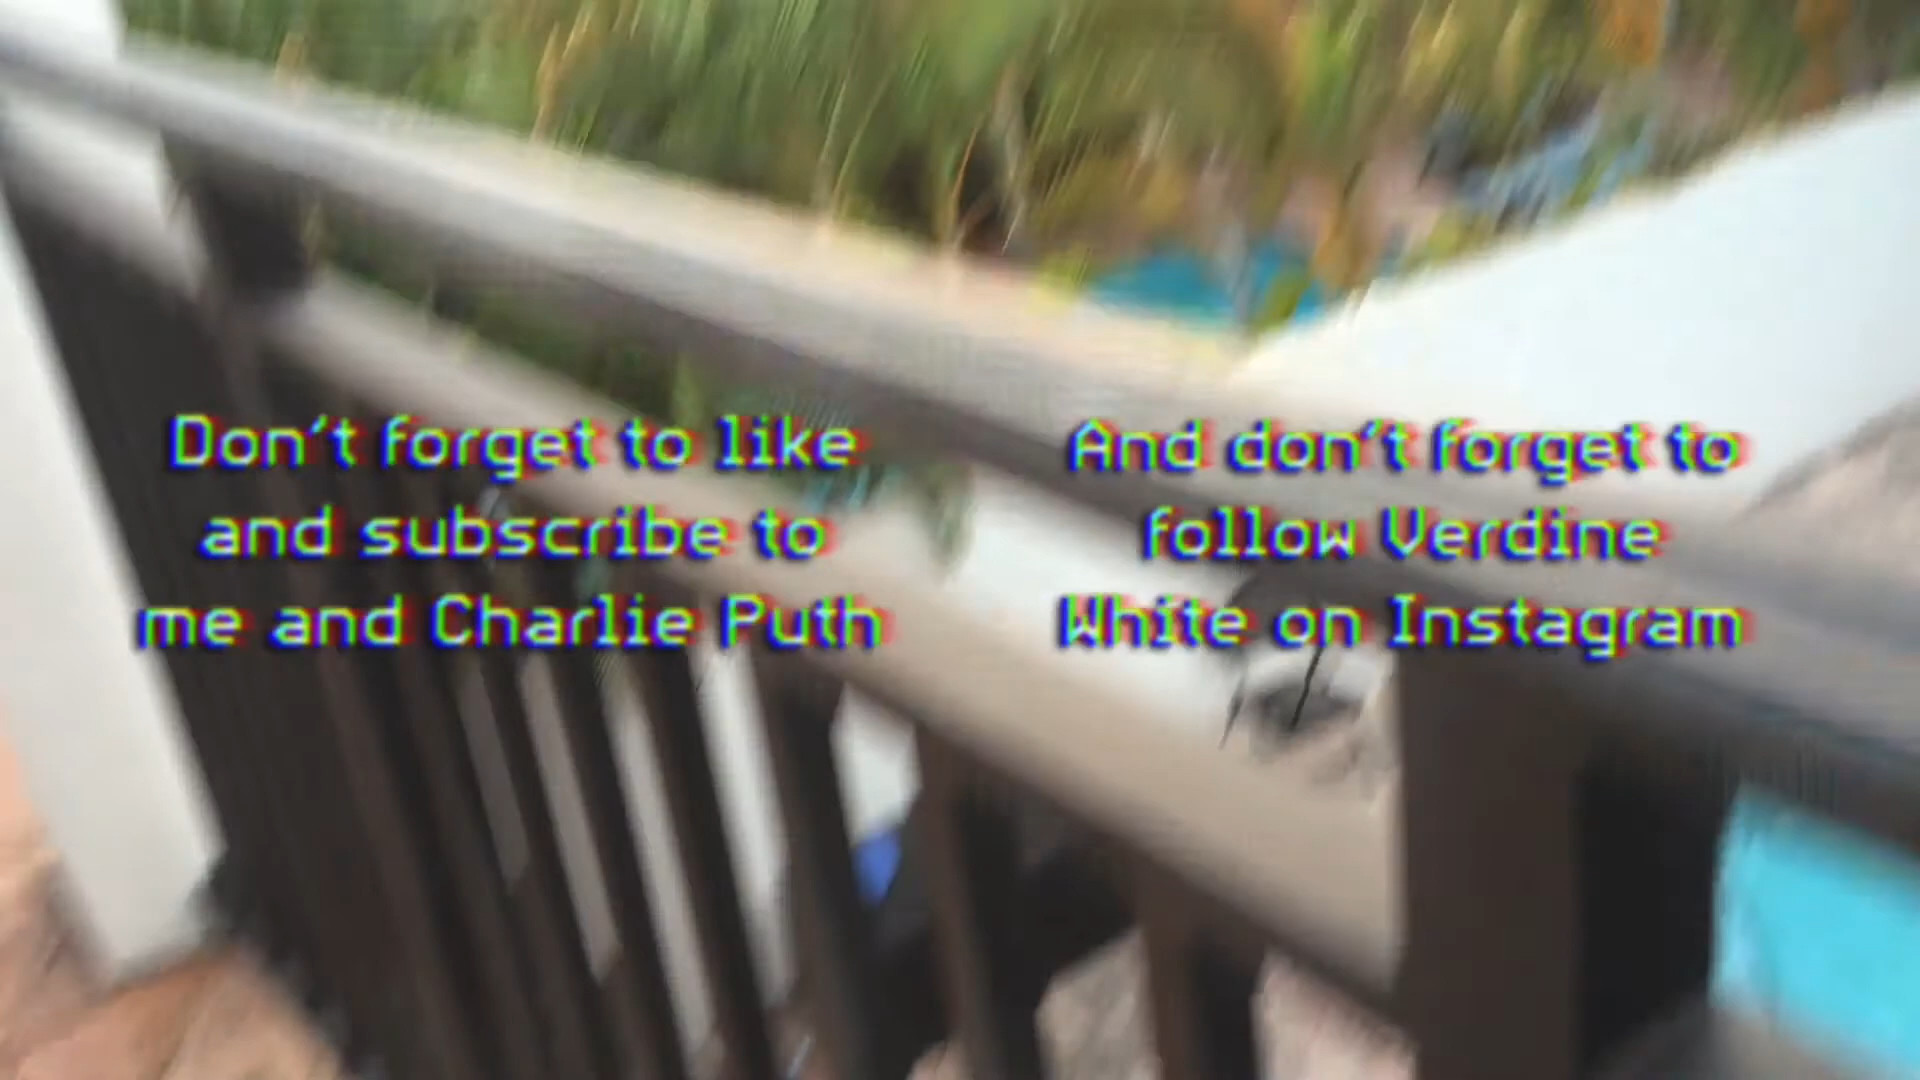 Don't forget to like
and subscribe to
me and Charlie Puth
And don't forget to
follow Verdine
White on Instagram